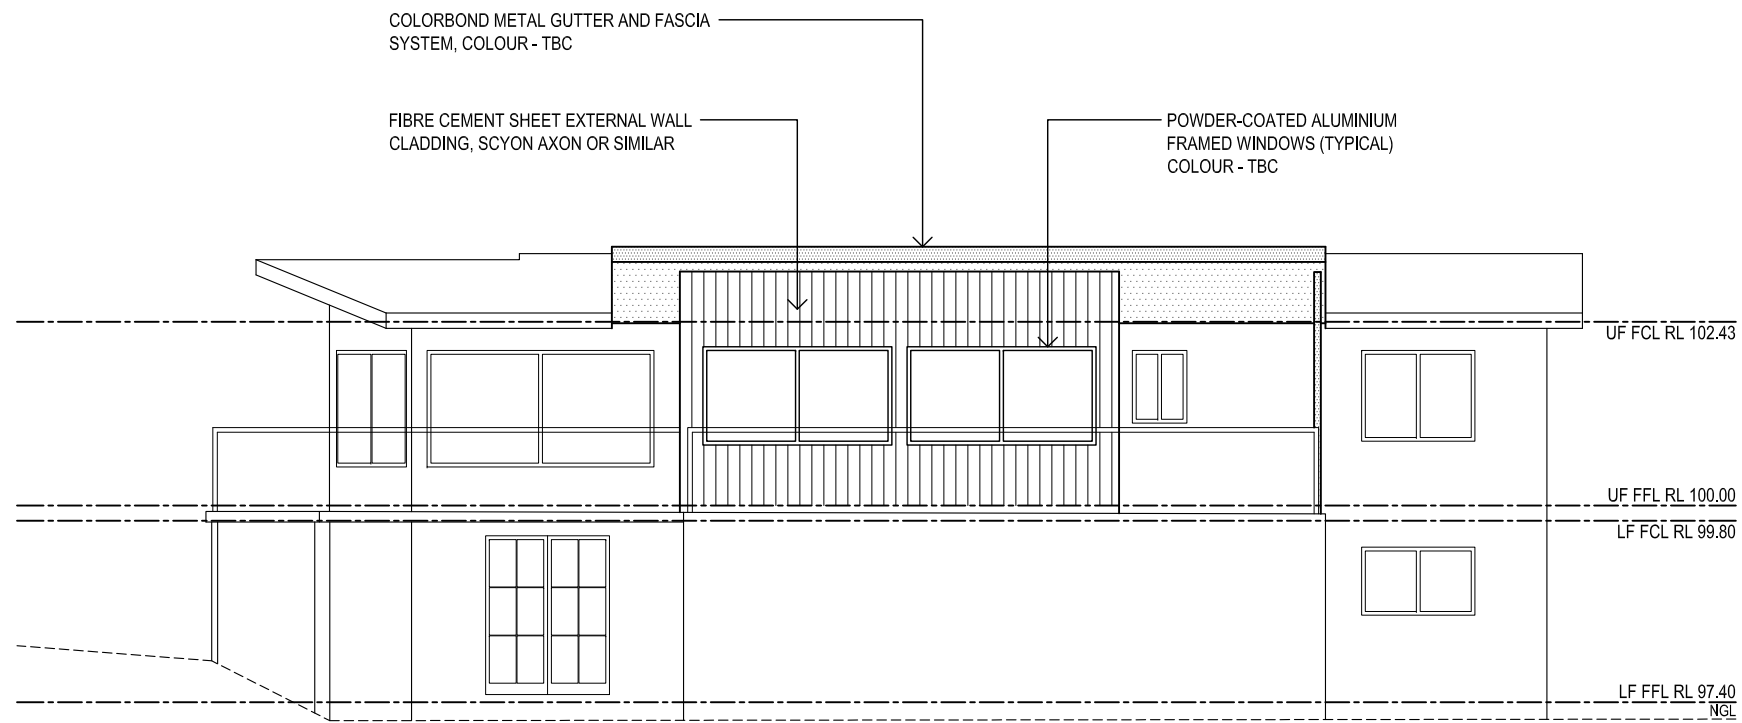 COLORBOND METAL GUTTER AND FASCIA
SYSTEM, COLOUR - TBC
FIBRE CEMENT SHEET EXTERNAL WALL
CLADDING, SCYON AXON OR SIMILAR
POWDER-COATED ALUMINIUM
FRAMED WINDOWS (TYPICAL)
COLOUR - TBC
UF FCL RL 102.43
UF FFL RL 100.00
LF FCL RL 99.80
LF FFL RL 97.40
NGL